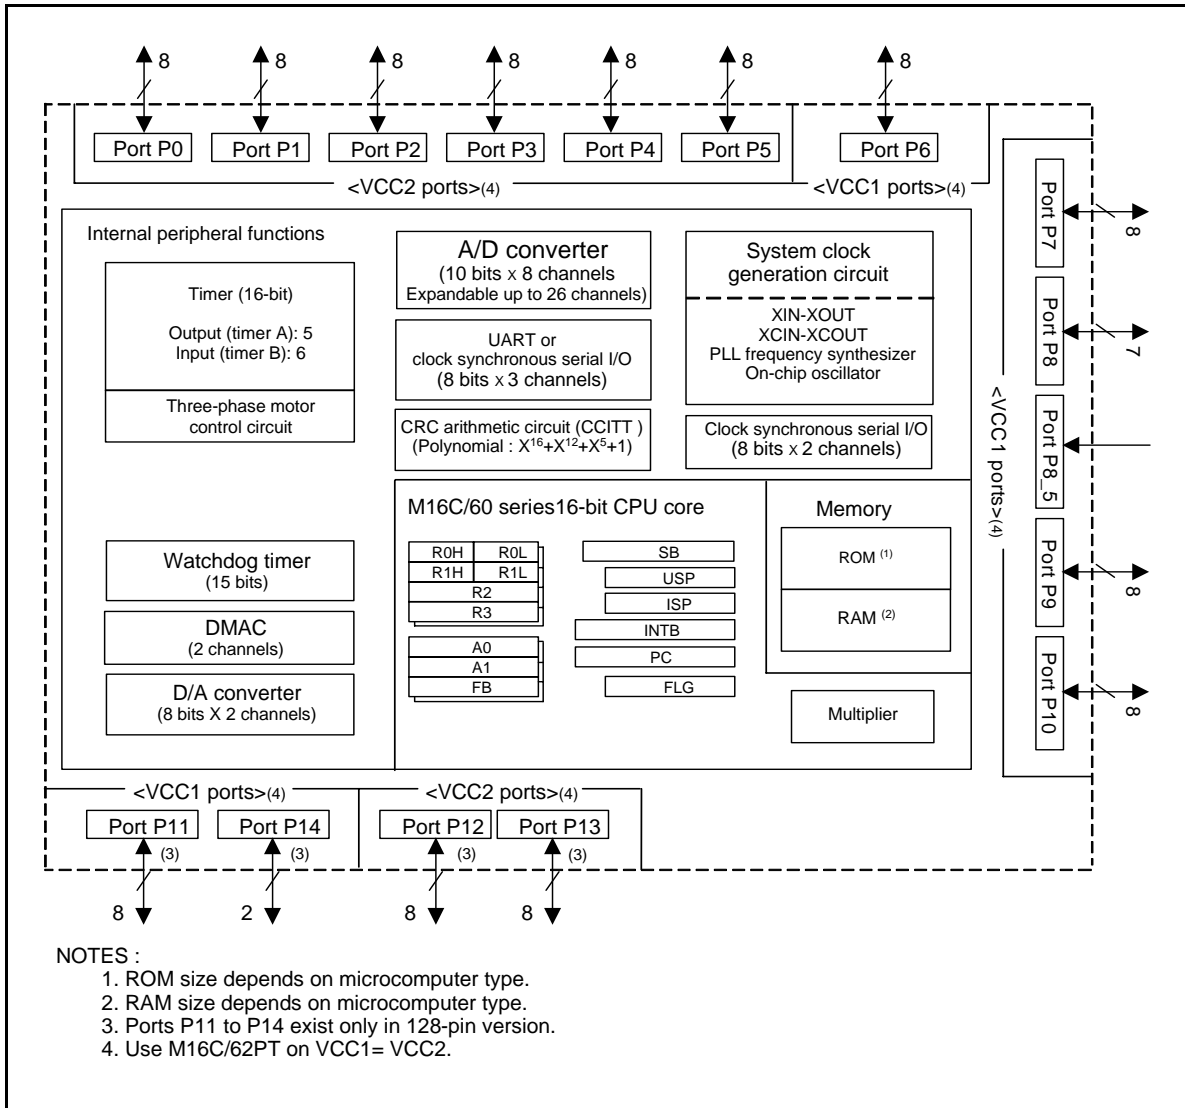 8 8 8 8 8 8 8
Port P0 Port P1 Port P2 Port P3 Port P4 Port P5 Port P6
<VCC2 ports>(4) <VCC1 ports>(4)
Internal peripheral functions
Timer (16-bit)
Output (timer A): 5
Input (timer B): 6
Three-phase motor
control circuit
Watchdog timer
(15 bits)
DMAC
(2 channels)
D/A converter
(8 bits X 2 channels)
A/D converter
(10 bits x 8 channels
Expandable up to 26 channels)
UART or
clock synchronous serial I/O
(8 bits x 3 channels)
CRC arithmetic circuit (CCITT )
(Polynomial : X16+X12+X5+1)
System clock
generation circuit
XIN-XOUT
XCIN-XCOUT
PLL frequency synthesizer
On-chip oscillator
Clock synchronous serial I/O
(8 bits x 2 channels)
M16C/60 series16-bit CPU core
R0H R0L
R1H R1L
R2
R3
A0
A1
FB
SB
USP
ISP
INTB
PC
FLG
Memory
ROM (1)
RAM (2)
Multiplier
<VCC1 ports>(4)
Port P7
8
Port P8
7
Port P8_5
Port P9
8
Port P10
8
<VCC1 ports>(4) <VCC2 ports>(4)
Port P11 Port P14 Port P12 Port P13
(3) (3) (3) (3)
8 2 8 8
NOTES :
1. ROM size depends on microcomputer type.
2. RAM size depends on microcomputer type.
3. Ports P11 to P14 exist only in 128-pin version.
4. Use M16C/62PT on VCC1= VCC2.